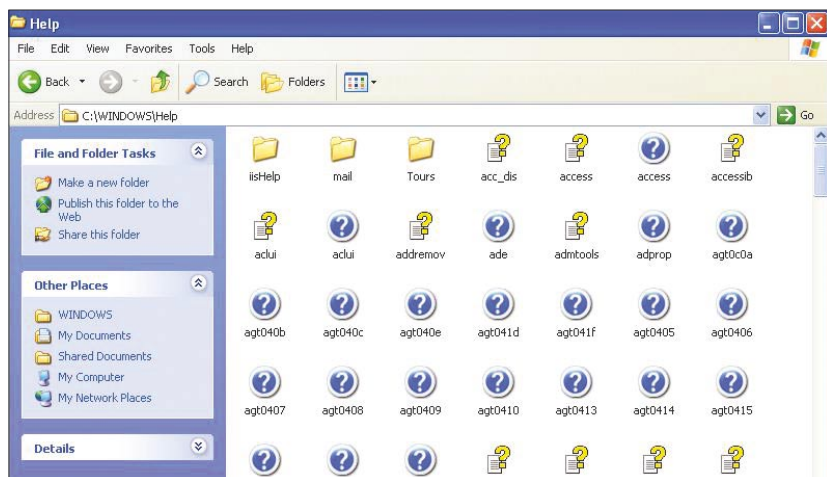 Help
File Edit View Favorites Tools Help
Back Search Folders
Address C:\WINDOWS\Help Go
File and Folder Tasks
Make a new folder
Publish this folder to the
Web
Share this folder
Other Places
WINDOWS
My Documents
Shared Documents
My Computer
My Network Places
Details
iisHelp mail Tours acc_dis access access accessib
aclui aclui addremov ade admtools adprop agt0c0a
agt040b agt040c agt040e agt041d agt041f agt0405 agt0406
agt0407 agt0408 agt0409 agt0410 agt0413 agt0414 agt0415